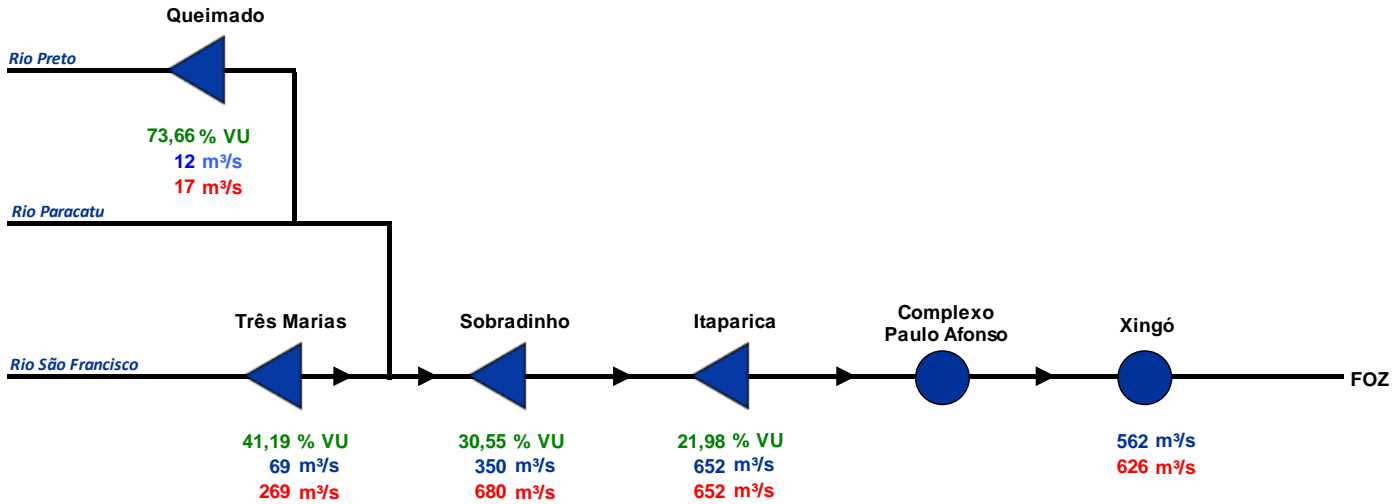 Queimado
Rio Preto
73,66 % VU
12 m³/s
17 m³/s
Rio Paracatu
Três Marias
Sobradinho
Itaparica
Complexo
Paulo Afonso
Xingó
Rio São Francisco
FOZ
41,19 % VU
69 m³/s
269 m³/s
30,55 % VU
350 m³/s
680 m³/s
21,98 % VU
652 m³/s
652 m³/s
562 m³/s
626 m³/s